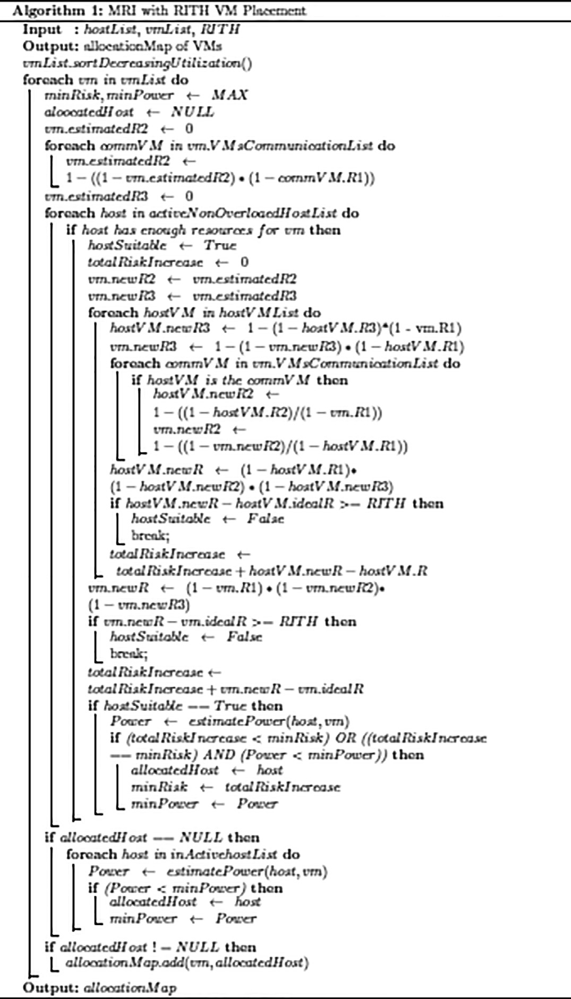 Algorithm 1: MRI with RITH VM Placement
Input : hostList, vmList, RITH
Output: allocationMap of VMs
vmList.sortDecreasingUtilization()
foreach vm in vmList do
minRisk, minPower ← MAX
aloocatedHost ← NULL
vm.estimatedR2 ← 0
foreach commVM in vm.VMsCommunicationList do
vm.estimatedR2 ←
1 − ((1 − vm.estimatedR2) • (1 − commVM.R1))
vm.estimatedR3 ← 0
foreach host in activeNonOverloaedHostList do
if host has enough resources for vm then
hostSuitable ← True
totalRiskIncrease ← 0
vm.newR2 ← vm.estimatedR2
vm.newR3 ← vm.estimatedR3
foreach hostVM in hostVMList do
hostVM.newR3 ← 1 − (1 − hostVM.R3)*(1 - vm.R1)
vm.newR3 ← 1 − (1 − vm.newR3) • (1 − hostVM.R1)
foreach commVM in vm.VMsCommunicationList do
if hostVM is the commVM then
hostVM.newR2 ←
1 − ((1 − hostVM.R2)/(1 − vm.R1))
vm.newR2 ←
1 − ((1 − vm.newR2)/(1 − hostVM.R1))
hostVM.newR ← (1 − hostVM.R1)•
(1 − hostVM.newR2) • (1 − hostVM.newR3)
if hostVM.newR − hostVM.idealR >= RITH then
hostSuitable ← False
break;
totalRiskIncrease ←
totalRiskIncrease + hostVM.newR − hostVM.R
vm.newR ← (1 − vm.R1) • (1 − vm.newR2)•
(1 − vm.newR3)
if vm.newR − vm.idealR >= RITH then
hostSuitable ← False
break;
totalRiskIncrease ←
totalRiskIncrease + vm.newR − vm.idealR
if hostSuitable == True then
Power ← estimatePower(host, vm)
if (totalRiskIncrease < minRisk) OR ((totalRiskIncrease
== minRisk) AND (Power < minPower)) then
allocatedHost ← host
minRisk ← totalRiskIncrease
minPower ← Power
if allocatedHost == NULL then
foreach host in inActivehostList do
Power ← estimatePower(host, vm)
if (Power < minPower) then
allocatedHost ← host
minPower ← Power
if allocatedHost ! = NULL then
allocationMap.add(vm, allocatedHost)
Output: allocationMap